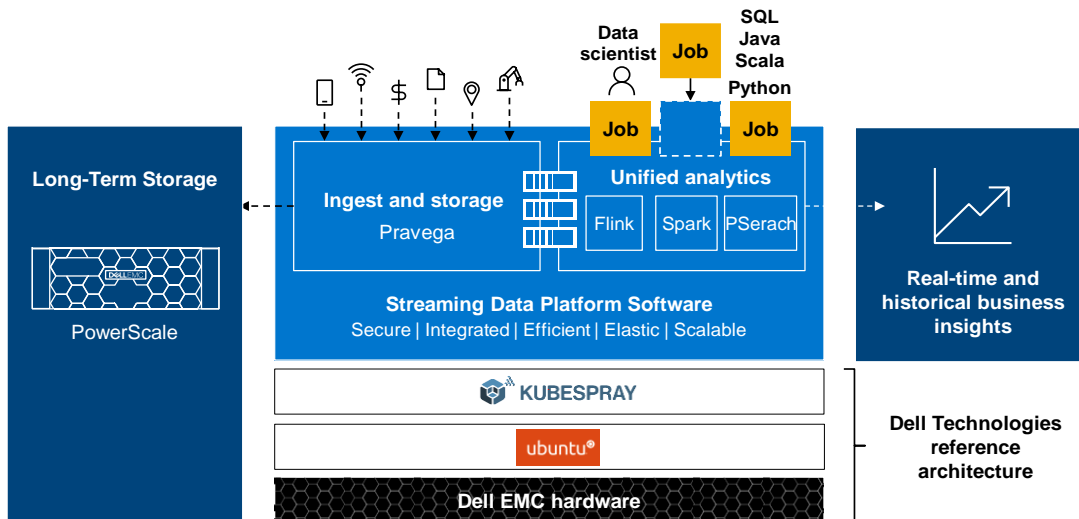 Data
scientist
Job
SQL
Java
Scala
Python
Job
Job
Long-Term Storage
DELLEMC
PowerScale
Ingest and storage
Pravega
Unified analytics
Flink
Spark
PSerach
Streaming Data Platform Software
Secure | Integrated | Efficient | Elastic | Scalable
Real-time and
historical business
insights
KUBESPRAY
ubuntu®
Dell EMC hardware
Dell Technologies
reference
architecture